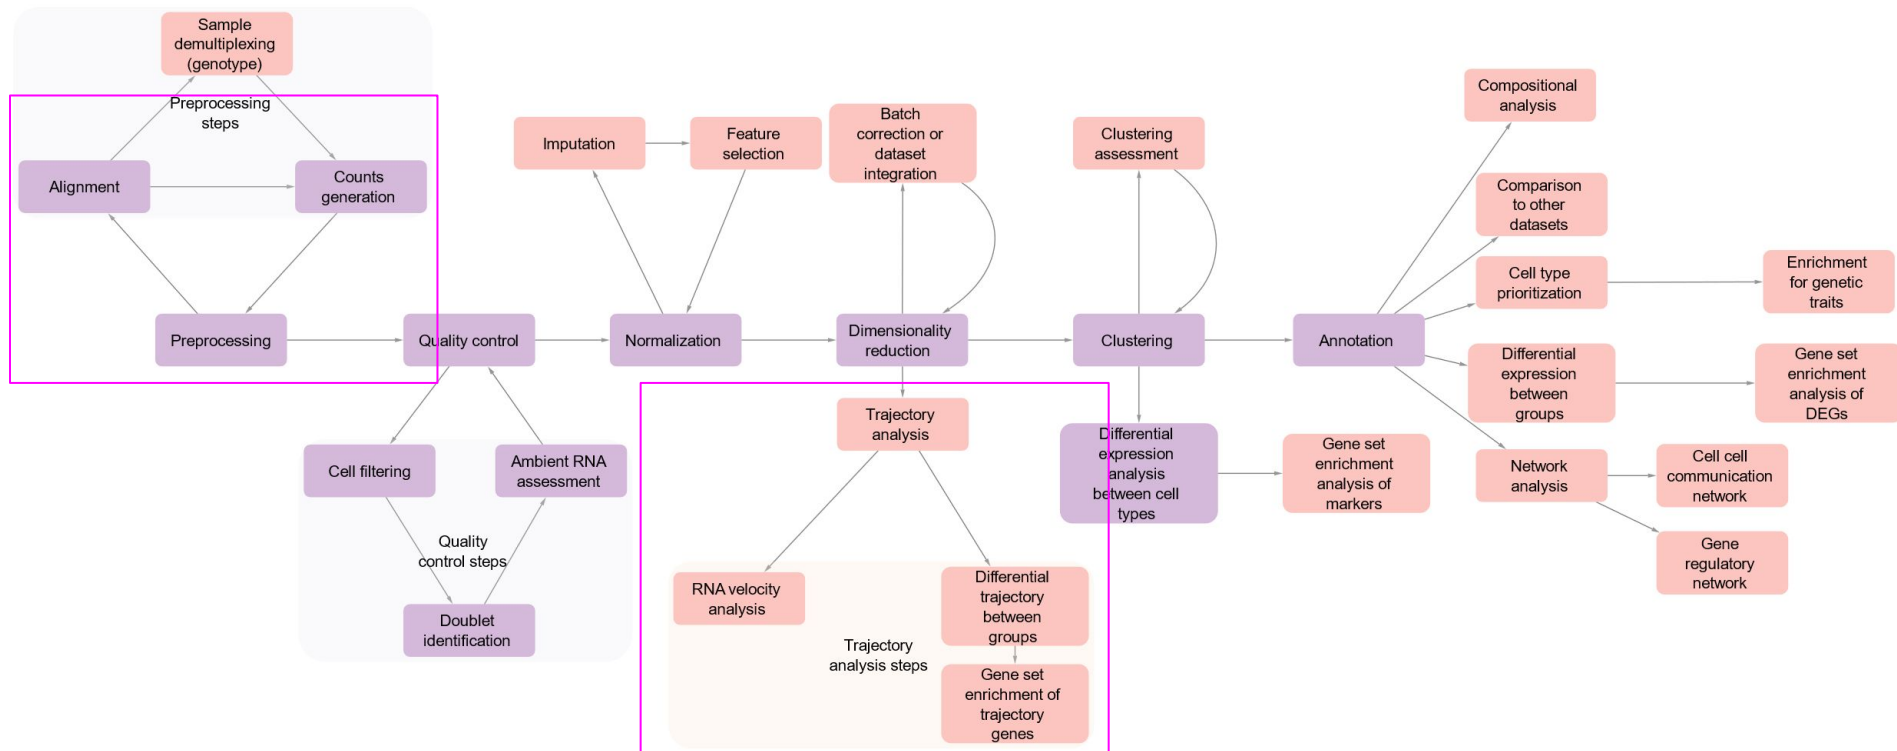 Sample
demultiplexing
(genotype)
Preprocessing
steps
Alignment
Counts
generation
Preprocessing
Quality control
Cell filtering
Ambient RNA
assessment
Quality
control steps
Doublet
identification
Imputation
Feature
selection
Normalization
Batch
correction or
dataset
integration
Dimensionality
reduction
Trajectory
analysis
RNA velocity
analysis
Differential
trajectory
between
groups
Trajectory
analysis steps
Gene set
enrichment of
trajectory
genes
Clustering
assessment
Clustering
Differential
expression
analysis
between cell
types
Gene set
enrichment
analysis of
markers
Annotation
Compositional
analysis
Comparison
to other
datasets
Cell type
prioritization
Enrichment
for genetic
traits
Differential
expression
between
groups
Gene set
enrichment
analysis of
DEGs
Network
analysis
Cell cell
communication
network
Gene
regulatory
network